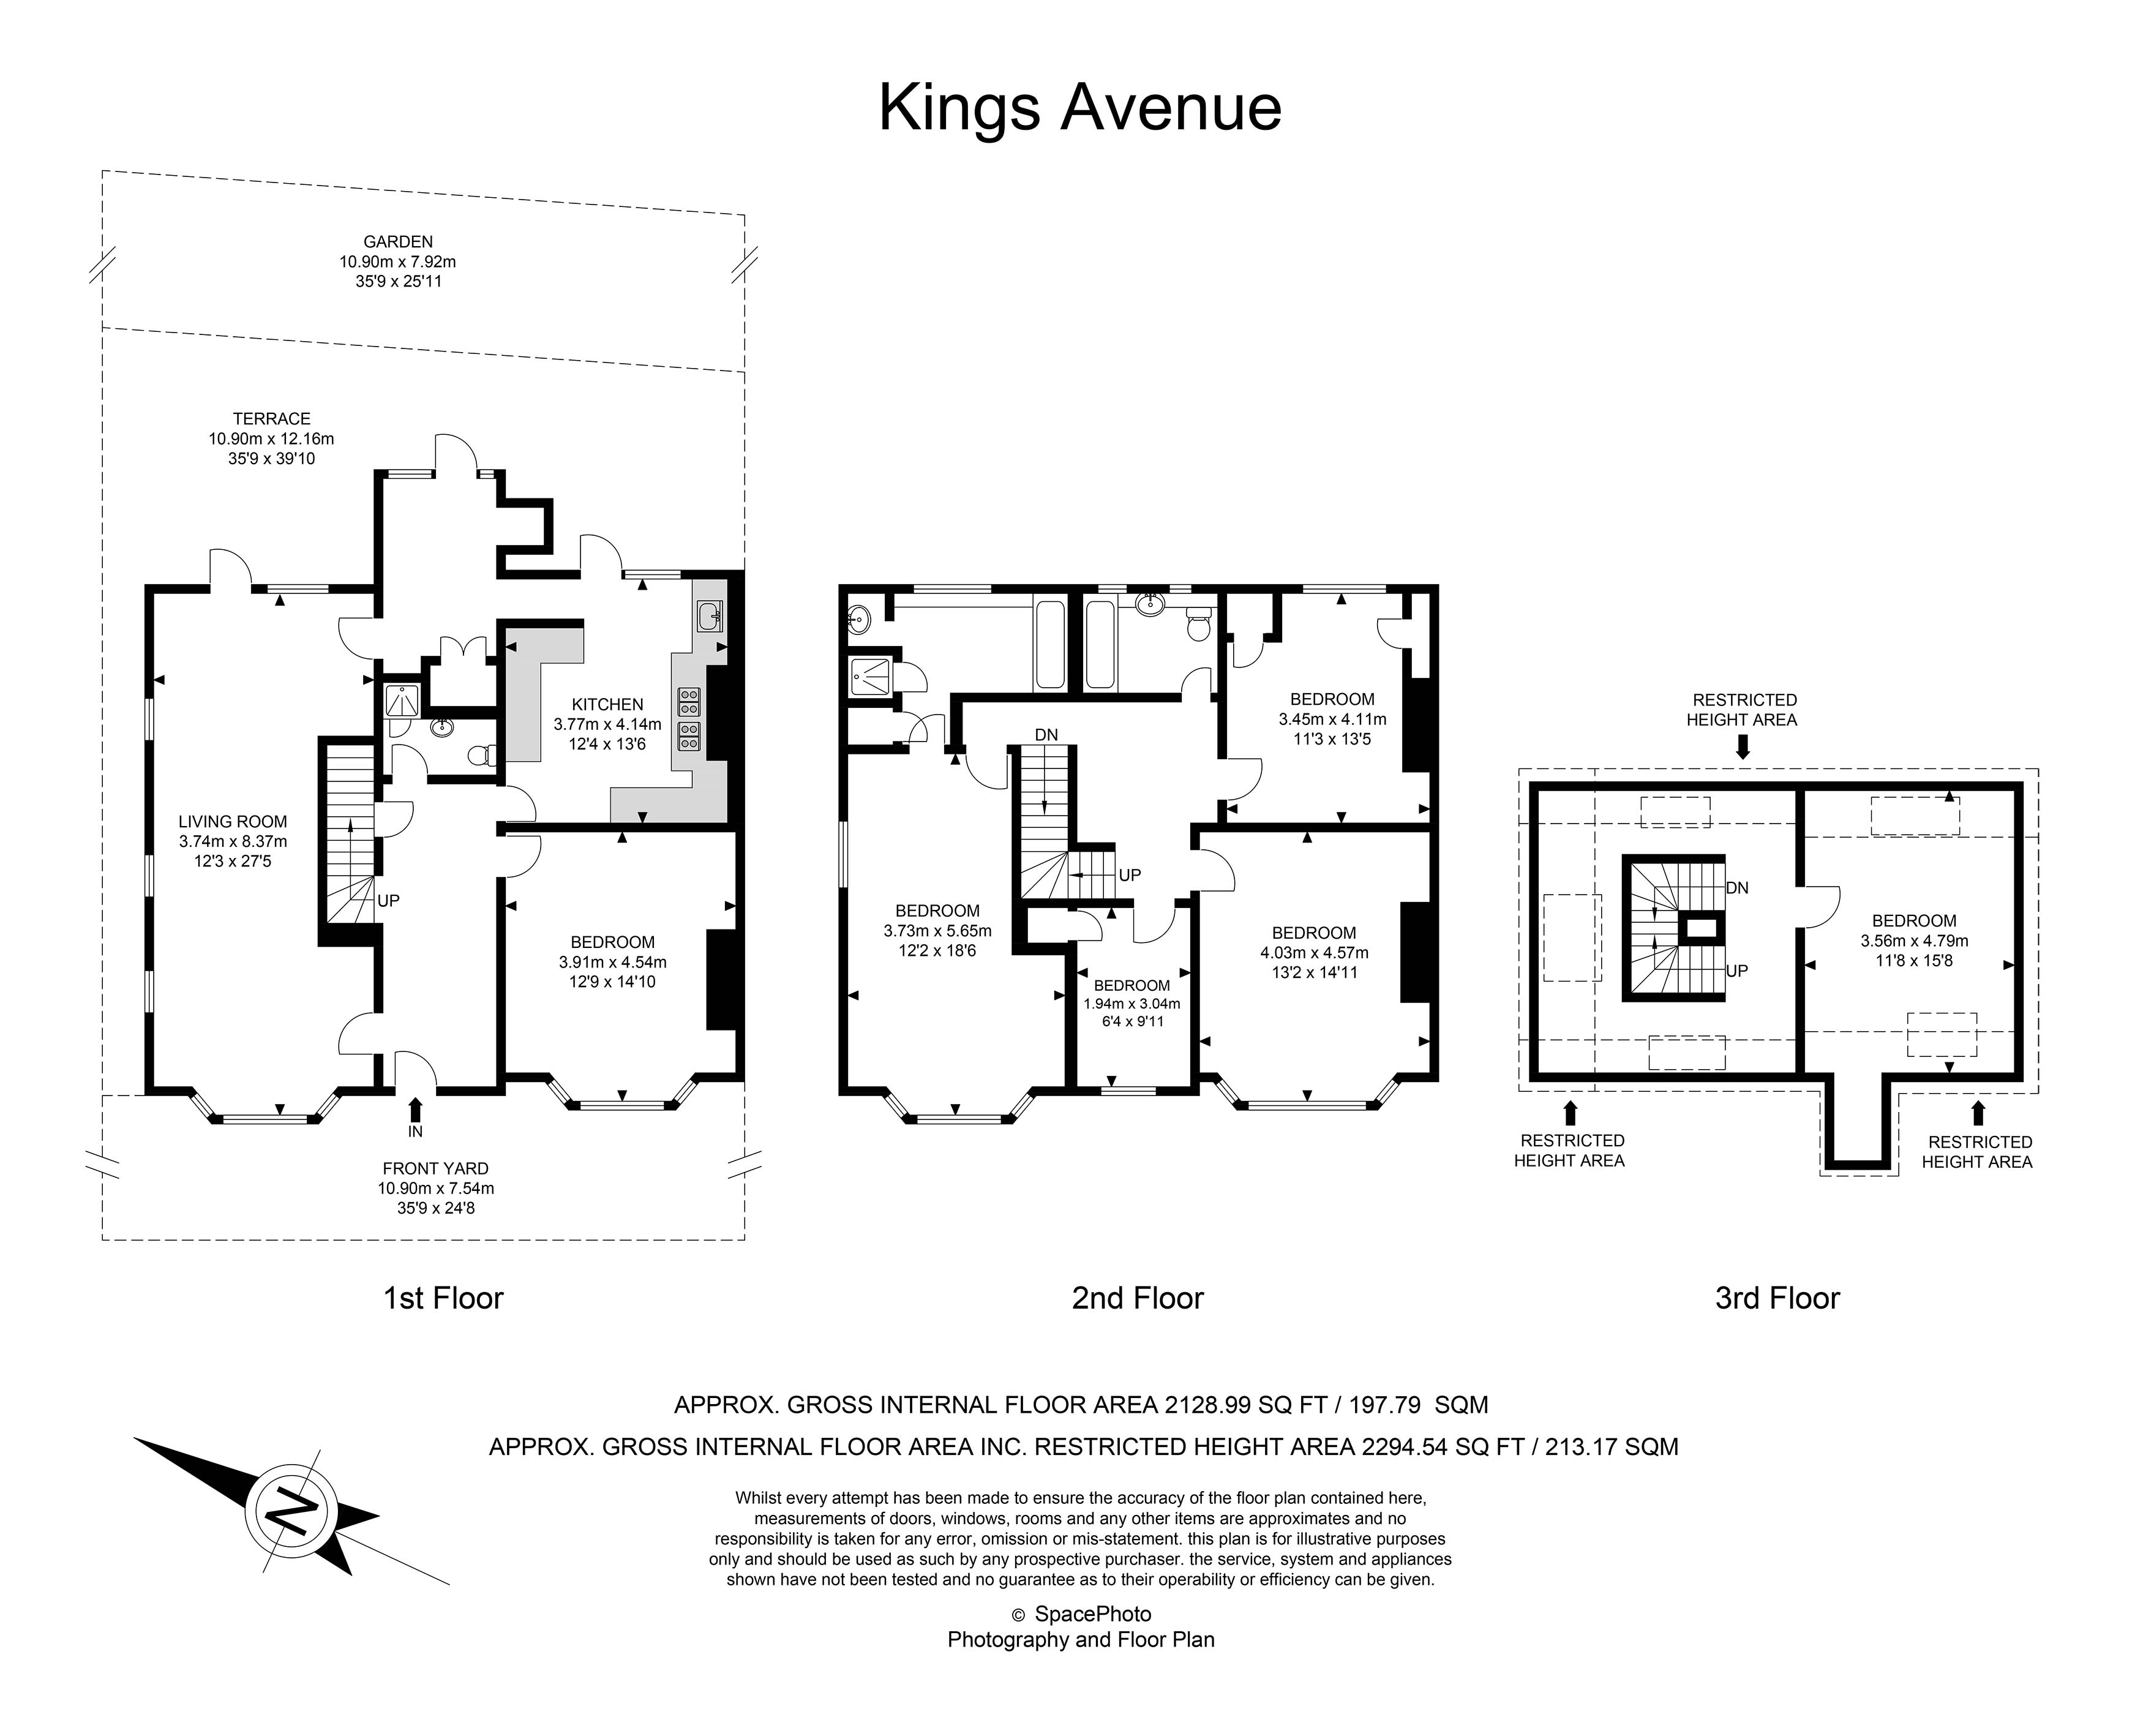 Kings Avenue
GARDEN
10.90m x 7.92m
35'9 x 25'11
TERRACE
10.90m x 12.16m
35'9 x 39'10
KITCHEN
3.77m x 4.14m
12'4 x 13'6
LIVING ROOM
3.74m x 8.37m
12'3 x 27'5
UP
BEDROOM
3.91m x 4.54m
12'9 x 14'10
IN
FRONT YARD
10.90m x 7.54m
35'9 x 24'8
1st Floor
BEDROOM
3.45m x 4.11m
11'3 x 13'5
DN
UP
BEDROOM
3.73m x 5.65m
12'2 x 18'6
BEDROOM
4.03m x 4.57m
13'2 x 14'11
BEDROOM
1.94m x 3.04m
6'4 x 9'11
2nd Floor
RESTRICTED
HEIGHT AREA
DN
UP
BEDROOM
3.56m x 4.79m
11'8 x 15'8
RESTRICTED
HEIGHT AREA
RESTRICTED
HEIGHT AREA
3rd Floor
APPROX. GROSS INTERNAL FLOOR AREA 2128.99 SQ FT / 197.79 SQM
APPROX. GROSS INTERNAL FLOOR AREA INC. RESTRICTED HEIGHT AREA 2294.54 SQ FT / 213.17 SQM
N
Whilst every attempt has been made to ensure the accuracy of the floor plan contained here,
measurements of doors, windows, rooms and any other items are approximates and no
responsibility is taken for any error, omission or mis-statement. this plan is for illustrative purposes
only and should be used as such by any prospective purchaser. the service, system and appliances
shown have not been tested and no guarantee as to their operability or efficiency can be given.
© SpacePhoto
Photography and Floor Plan